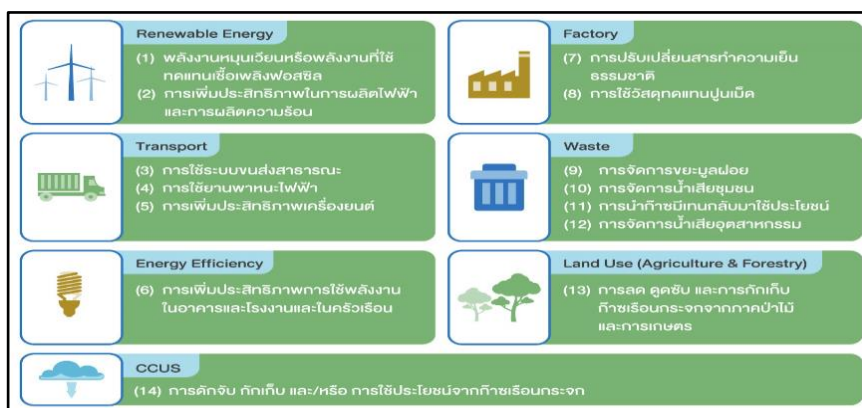 Renewable Energy
(1) พลังงานหมุนเวียนหรือพลังงานที่ใช้
ทดแทนเชื้อเพลิงฟอสซิล
(2) การเพิ่มประสิทธิภาพในการผลิตไฟฟ้า
และการผลิตความร้อน
Factory
(7) การปรับเปลี่ยนสารทำความเย็น
ธรรมชาติ
(8) การใช้วัสดุทดแทนปูนเม็ด
Transport
(3) การใช้ระบบขนส่งสาธารณะ
(4) การใช้ยานพาหนะไฟฟ้า
(5) การเพิ่มประสิทธิภาพเครื่องยนต์
Waste
(9) การจัดการขยะมูลฝอย
(10) การจัดการน้ำเสียชุมชน
(11) การนำก๊าซมีเทนกลับมาใช้ประโยชน์
(12) การจัดการน้ำเสียอุตสาหกรรม
Energy Efficiency
(6) การเพิ่มประสิทธิภาพการใช้พลังงาน
ในอาคารและโรงงานและในครัวเรือน
Land Use (Agriculture & Forestry)
(13) การลด ดูดซับ และการกักเก็บ
ก๊าซเรือนกระจกจากภาคป่าไม้
และการเกษตร
CCUS
(14) การดักจับ กักเก็บ และ/หรือ การใช้ประโยชน์จากก๊าซเรือนกระจก